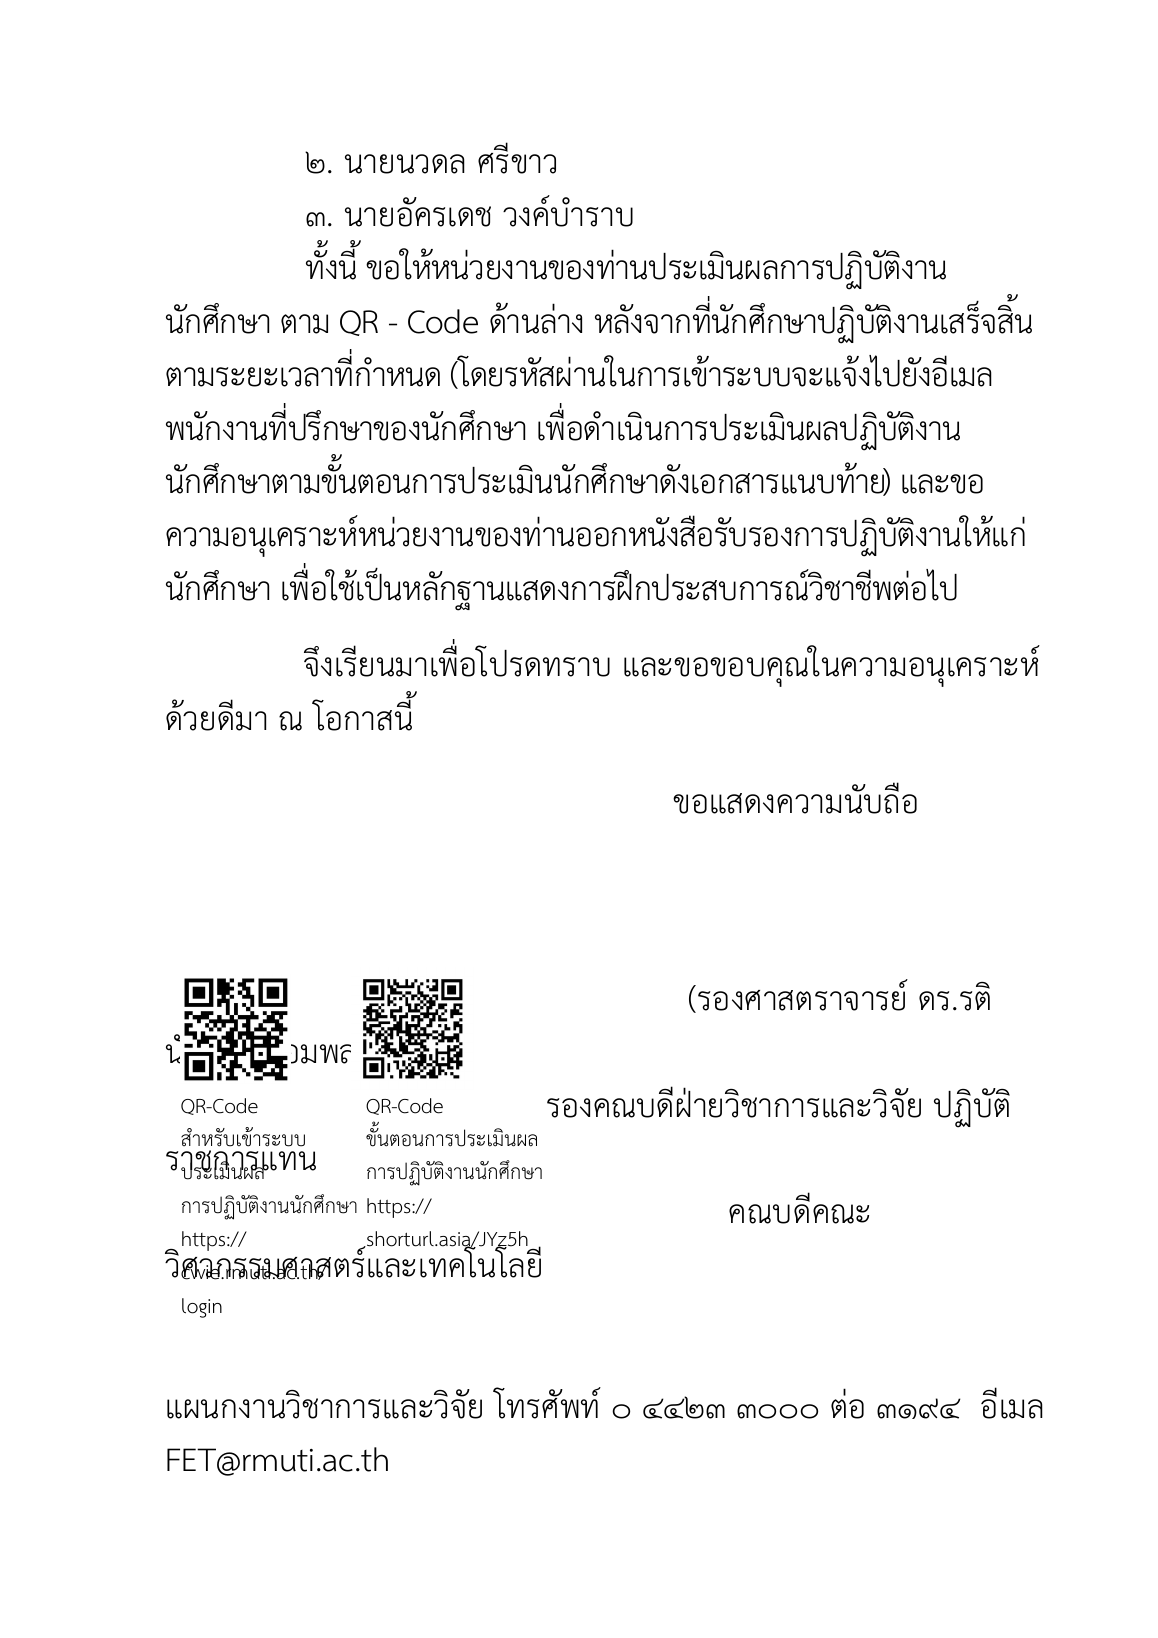 ๒. นายนวดล ศรีขาว
๓. นายอัครเดช วงค์บำราบ
ทั้งนี้ ขอให้หน่วยงานของท่านประเมินผลการปฏิบัติงาน
นักศึกษา ตาม QR - Code ด้านล่าง หลังจากที่นักศึกษาปฏิบัติงานเสร็จสิ้น
ตามระยะเวลาที่กำหนด (โดยรหัสผ่านในการเข้าระบบจะแจ้งไปยังอีเมล
พนักงานที่ปรึกษาของนักศึกษา เพื่อดำเนินการประเมินผลปฏิบัติงาน
นักศึกษาตามขั้นตอนการประเมินนักศึกษาดังเอกสารแนบท้าย) และขอ
ความอนุเคราะห์หน่วยงานของท่านออกหนังสือรับรองการปฏิบัติงานให้แก่
นักศึกษา เพื่อใช้เป็นหลักฐานแสดงการฝึกประสบการณ์วิชาชีพต่อไป
จึงเรียนมาเพื่อโปรดทราบ และขอขอบคุณในความอนุเคราะห์
ด้วยดีมา ณ โอกาสนี้
ขอแสดงความนับถือ
(รองศาสตราจารย์ ดร.รติ
รองคณบดีฝ่ายวิชาการและวิจัย ปฏิบัติ
ราชการแทน
คณบดีคณะ
วิศวกรรมศาสตร์และเทคโนโลยี
QR-Code
สำหรับเข้าระบบ
ประเมินผล
การปฏิบัติงานนักศึกษา
https://
cwie.rmuti.ac.th/
login
QR-Code
ขั้นตอนการประเมินผล
การปฏิบัติงานนักศึกษา
https://
shorturl.asia/JYz5h
แผนกงานวิชาการและวิจัย โทรศัพท์ ๐ ๔๔๒๓ ๓๐๐๐ ต่อ ๓๑๙๔ อีเมล
FET@rmuti.ac.th